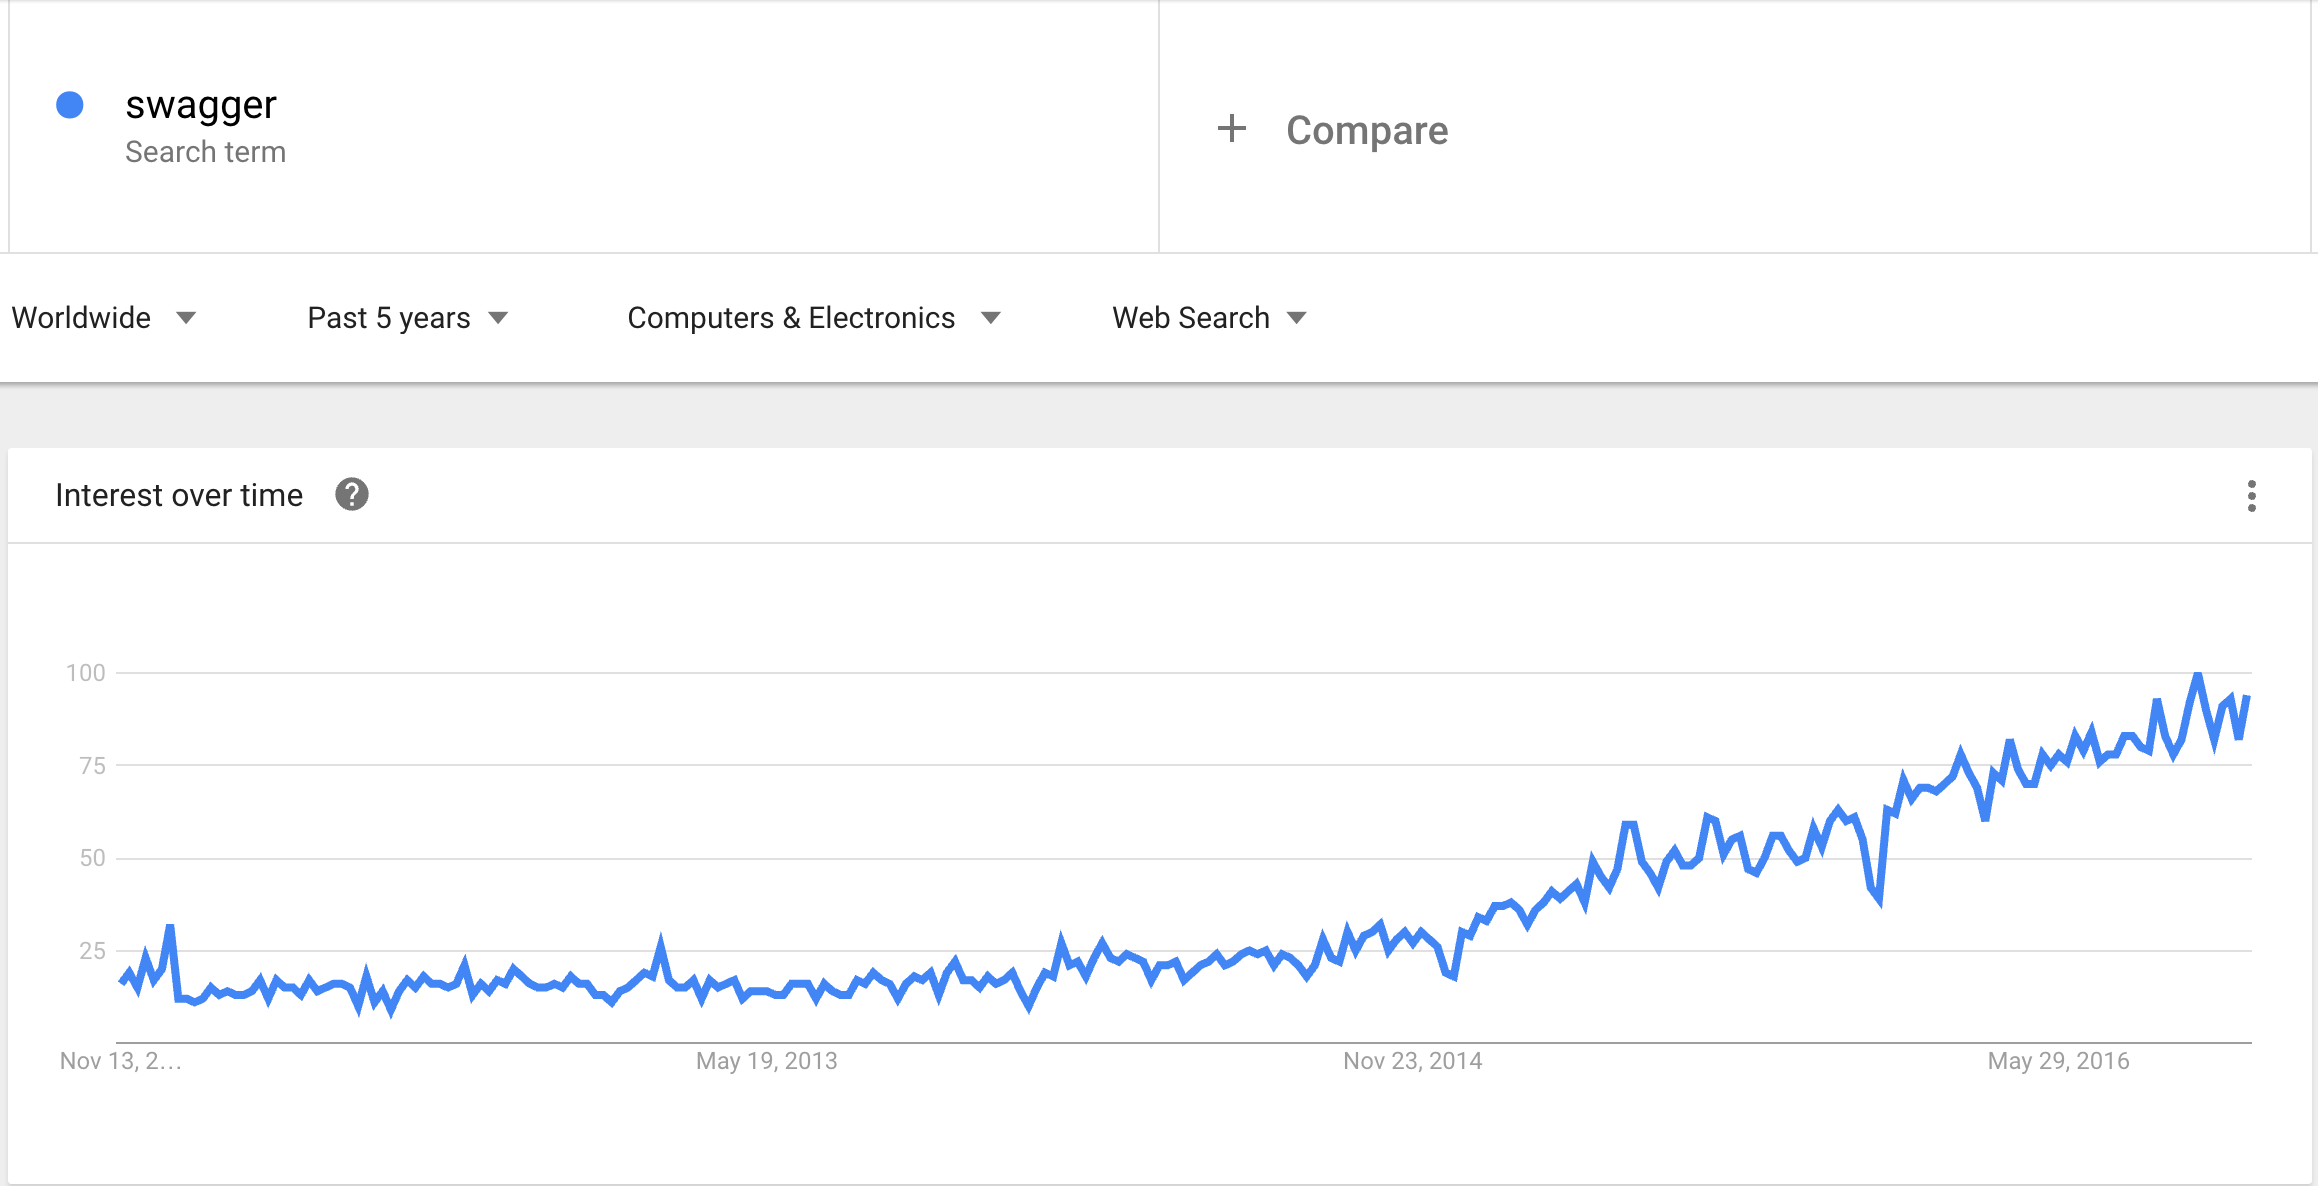 swagger
Search term
+ Compare
Worldwide Past 5 years Computers & Electronics Web Search
Interest over time ?
100
75
50
25
Nov 13, 2... May 19, 2013 Nov 23, 2014 May 29, 2016